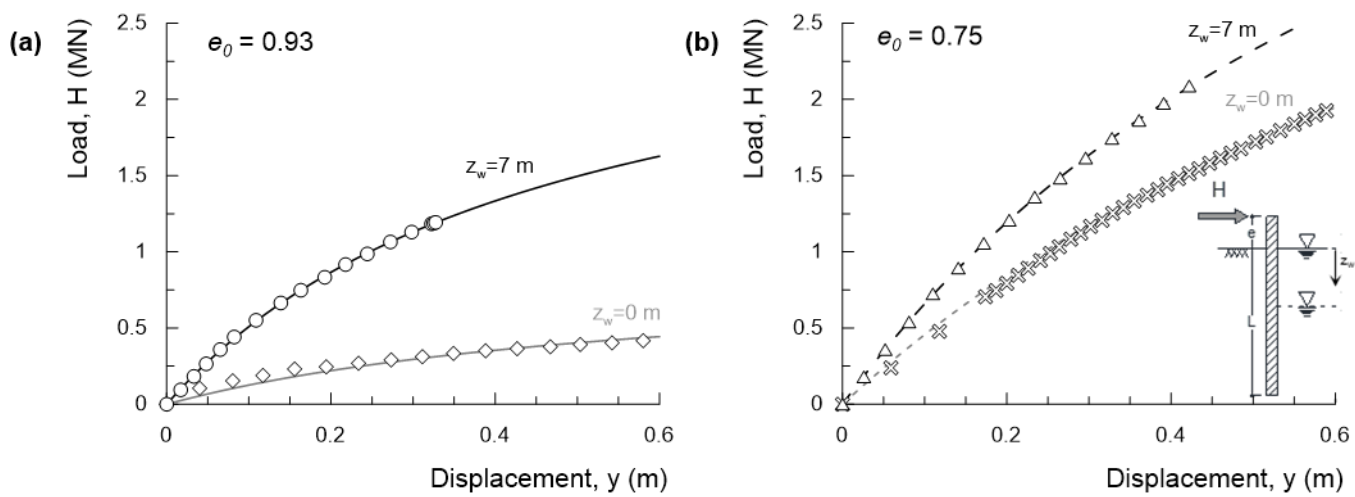 (a)
e0 = 0.93
Load, H (MN)
2.5
2
1.5
1
0.5
0
zw=7 m
zw=0 m
0
0.2
0.4
0.6
Displacement, y (m)
(b)
e0 = 0.75
Load, H (MN)
2.5
2
1.5
1
0.5
0
zw=7 m
zw=0 m
H
e
zw
L
0
0.2
0.4
0.6
Displacement, y (m)